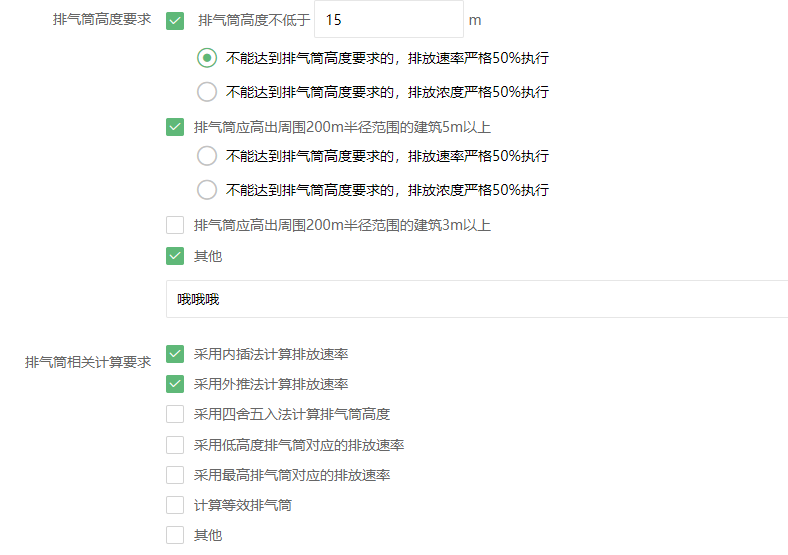 排气筒高度要求 排气筒高度不低于 15 m
不能达到排气筒高度要求的，排放速率严格50%执行
不能达到排气筒高度要求的，排放浓度严格50%执行
排气筒应高出周围200m半径范围的建筑5m以上
不能达到排气筒高度要求的，排放速率严格50%执行
不能达到排气筒高度要求的，排放浓度严格50%执行
排气筒应高出周围200m半径范围的建筑3m以上
其他
哦哦哦
排气筒相关计算要求 采用内插法计算排放速率
采用外推法计算排放速率
采用四舍五入法计算排气筒高度
采用低高度排气筒对应的排放速率
采用最高排气筒对应的排放速率
计算等效排气筒
其他